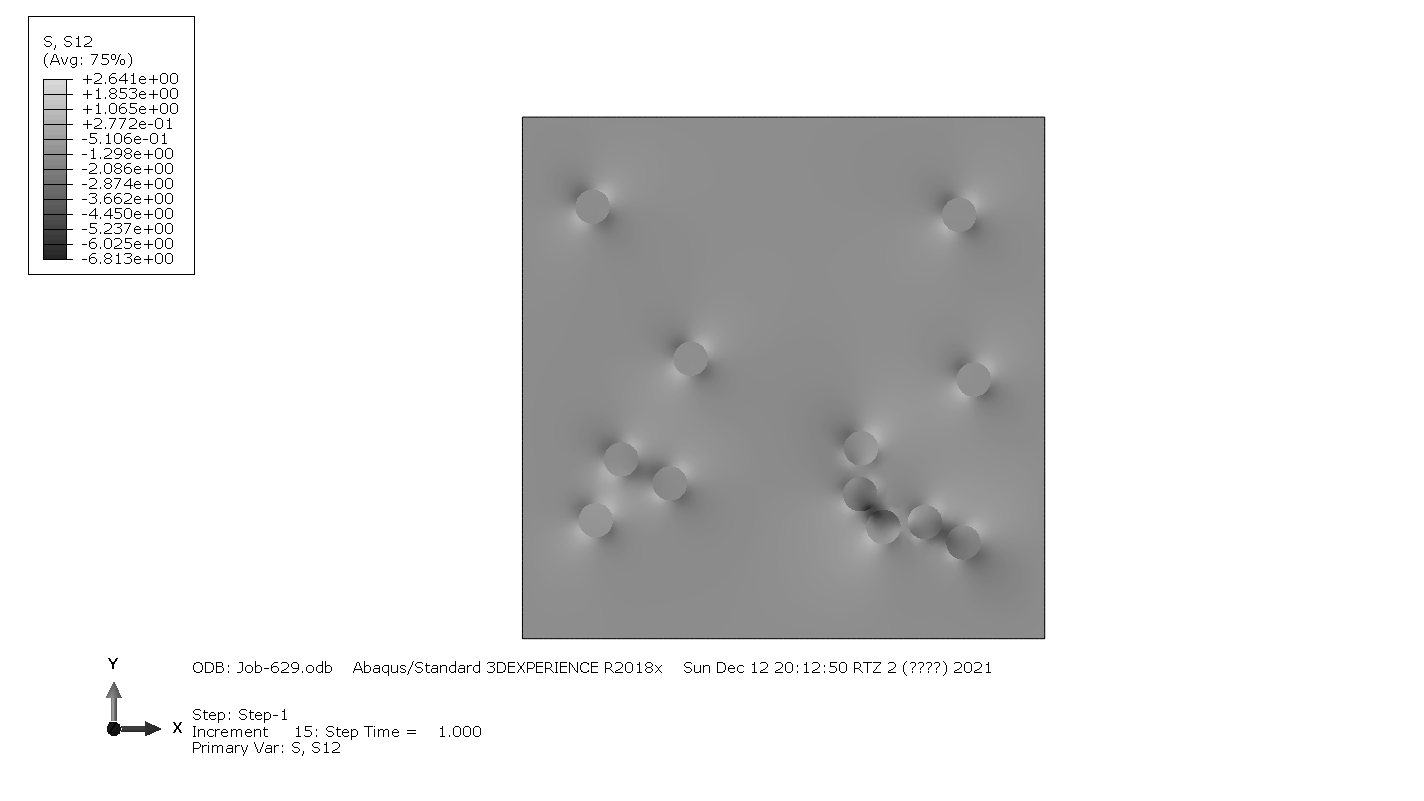 S, S12
(Avg: 75%)
+2.641e+00
+1.853e+00
+1.065e+00
+2.772e-01
-5.106e-01
-1.298e+00
-2.086e+00
-2.874e+00
-3.662e+00
-4.450e+00
-5.237e+00
-6.025e+00
-6.813e+00
Y
X
ODB: Job-629.odb Abaqus/Standard 3DEXPERIENCE R2018x Sun Dec 12 20:12:50 RTZ 2 (????) 2021
Step: Step-1
Increment 15: Step Time = 1.000
Primary Var: S, S12